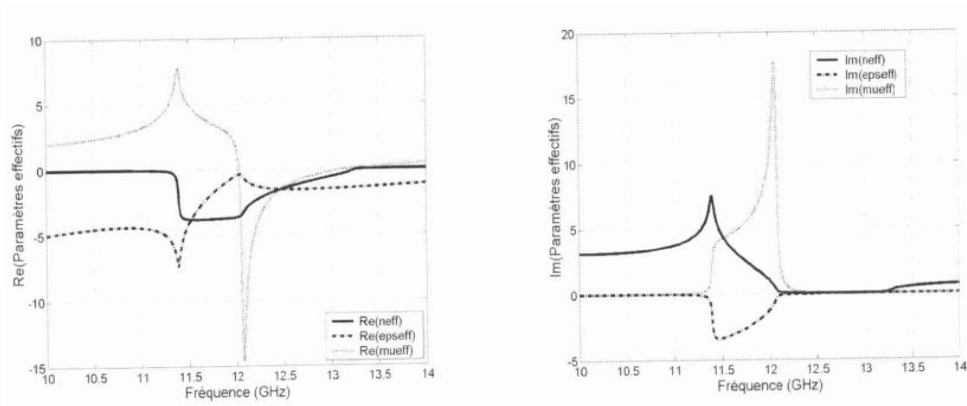 10
5
0
-5
-10
-15
Re(Paramètres effectifs)
Re(neff)
Re(epseff)
Re(mueff)
10 10.5 11 11.5 12 12.5 13 13.5 14
Fréquence (GHz)
20
15
10
5
0
-5
Im(Paramètres effectifs)
Im(neff)
Im(epseff)
Im(mueff)
10 10.5 11 11.5 12 12.5 13 13.5 14
Fréquence (GHz)